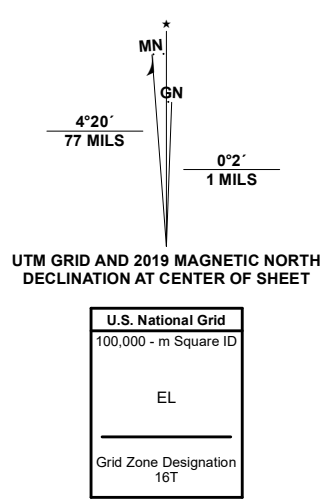 ★
MN
GN
4°20´
77 MILS
0°2´
1 MILS
UTM GRID AND 2019 MAGNETIC NORTH
DECLINATION AT CENTER OF SHEET
U.S. National Grid
100,000 - m Square ID
EL
Grid Zone Designation
16T